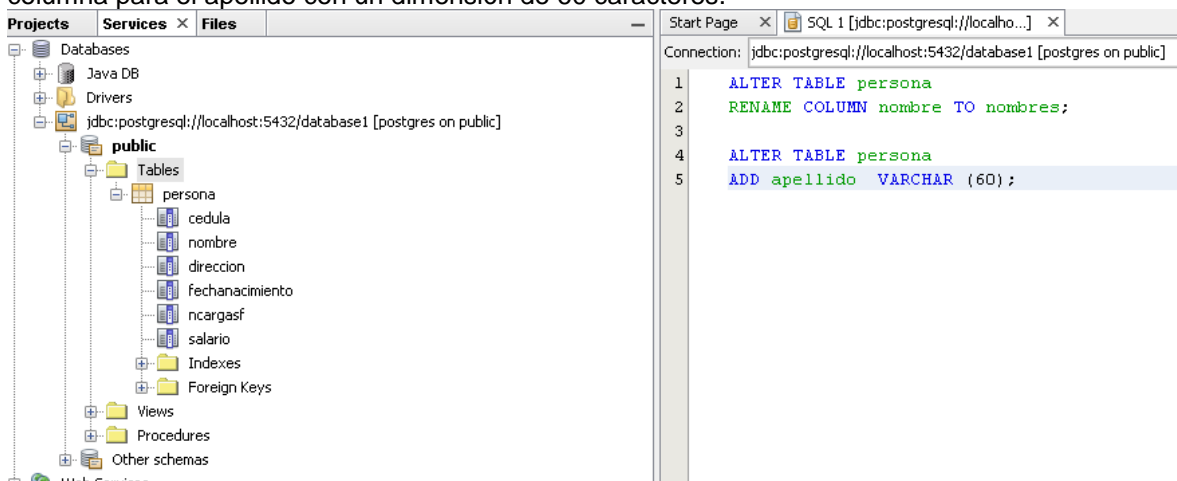 columna para el apellido con un dimensión de 60 caracteres.
Projects Services Files
Databases
Java DB
Drivers
jdbc:postgresql://localhost:5432/database1 [postgres on public]
public
Tables
persona
cedula
nombre
direccion
fechanacimiento
ncargasf
salario
Indexes
Foreign Keys
Views
Procedures
Other schemas
Web Services
Start Page SQL 1 [jdbc:postgresql://localho...]
Connection: jdbc:postgresql://localhost:5432/database1 [postgres on public]
1 ALTER TABLE persona
2 RENAME COLUMN nombre TO nombres;
3
4 ALTER TABLE persona
5 ADD apellido VARCHAR (60);